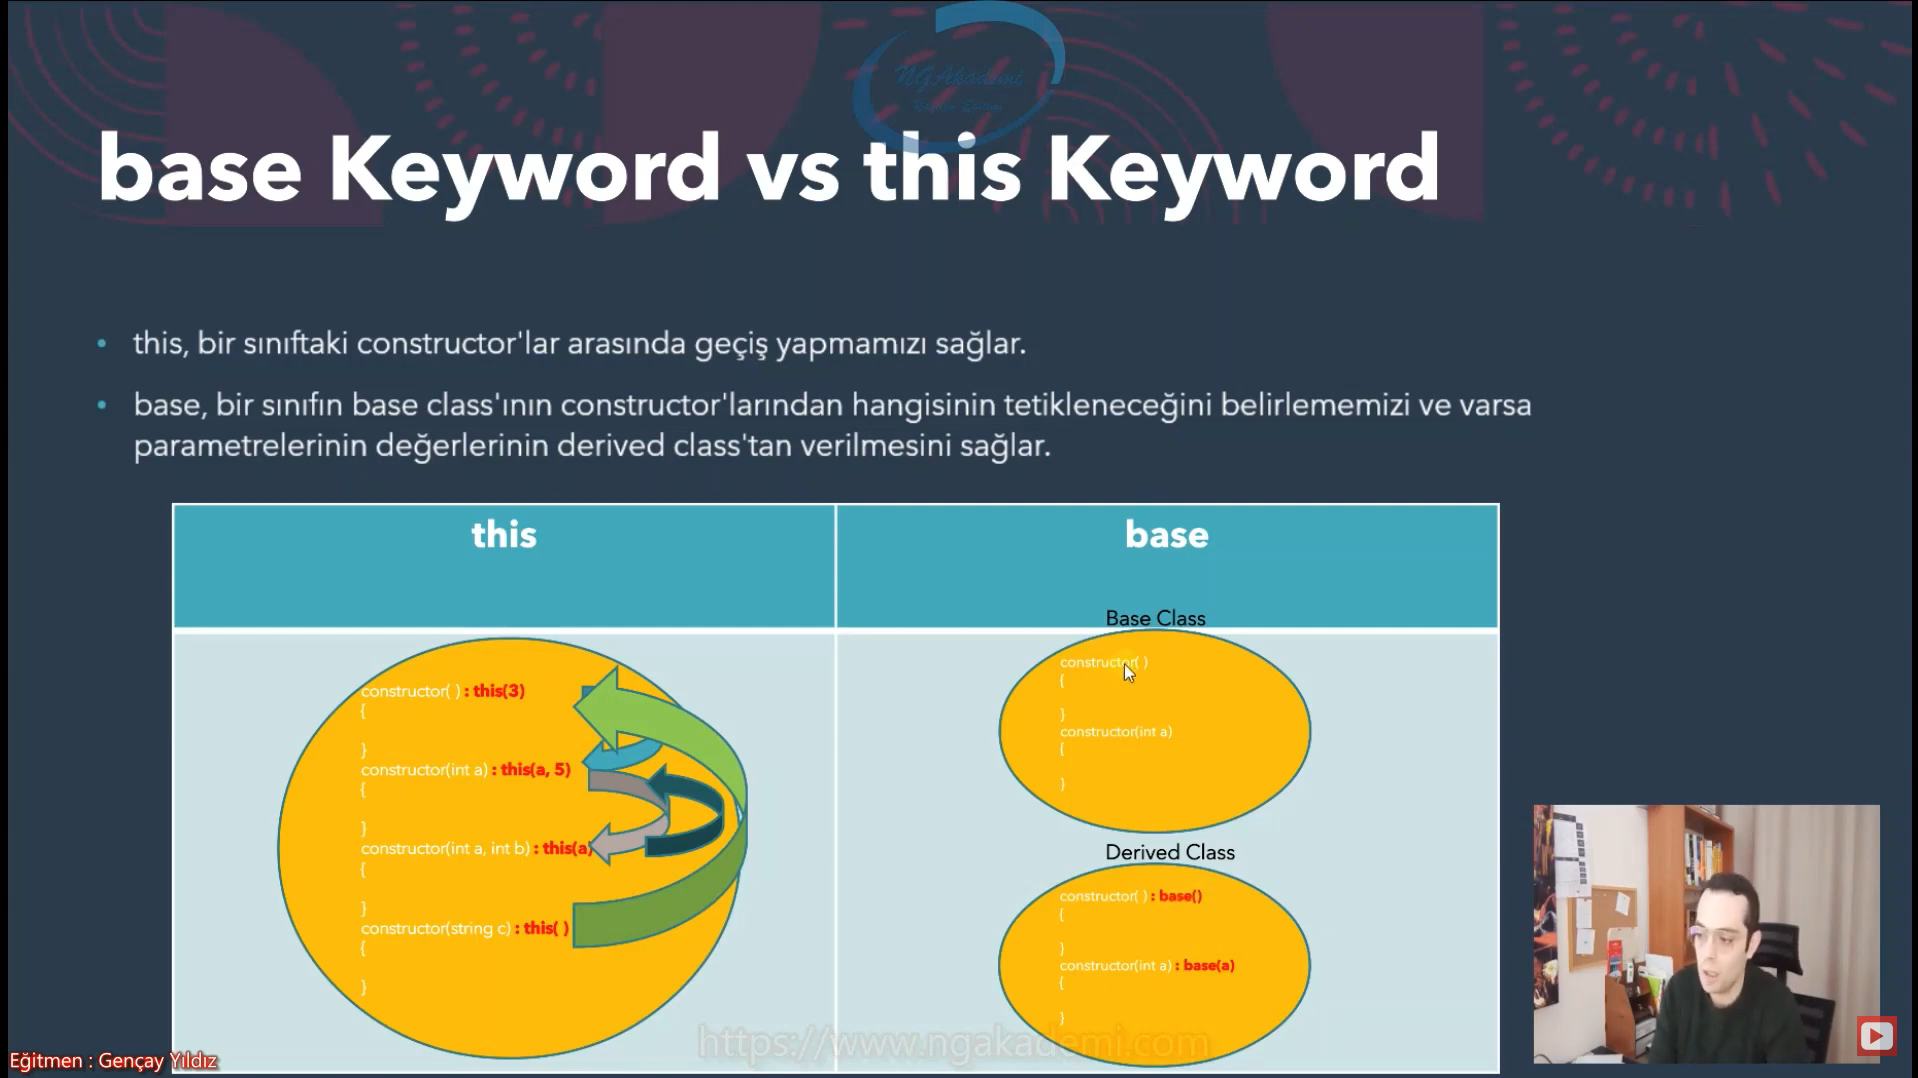 NGAkademi
base Keyword vs this Keyword
• this, bir sınıftaki constructor'lar arasında geçiş yapmamızı sağlar.
• base, bir sınıfın base class'ının constructor'larından hangisinin tetikleneceğini belirlememizi ve varsa
parametrelerinin değerlerinin derived class'tan verilmesini sağlar.
this
constructor( ) : this(3)
{
}
constructor(int a) : this(a, 5)
{
}
constructor(int a, int b) : this(a)
{
}
constructor(string c) : this( )
{
}
base
Base Class
constructor( )
{
}
constructor(int a)
{
}
Derived Class
constructor( ) : base()
{
}
constructor(int a) : base(a)
{
}
https://www.ngakademi.com
Eğitmen : Gençay Yıldız